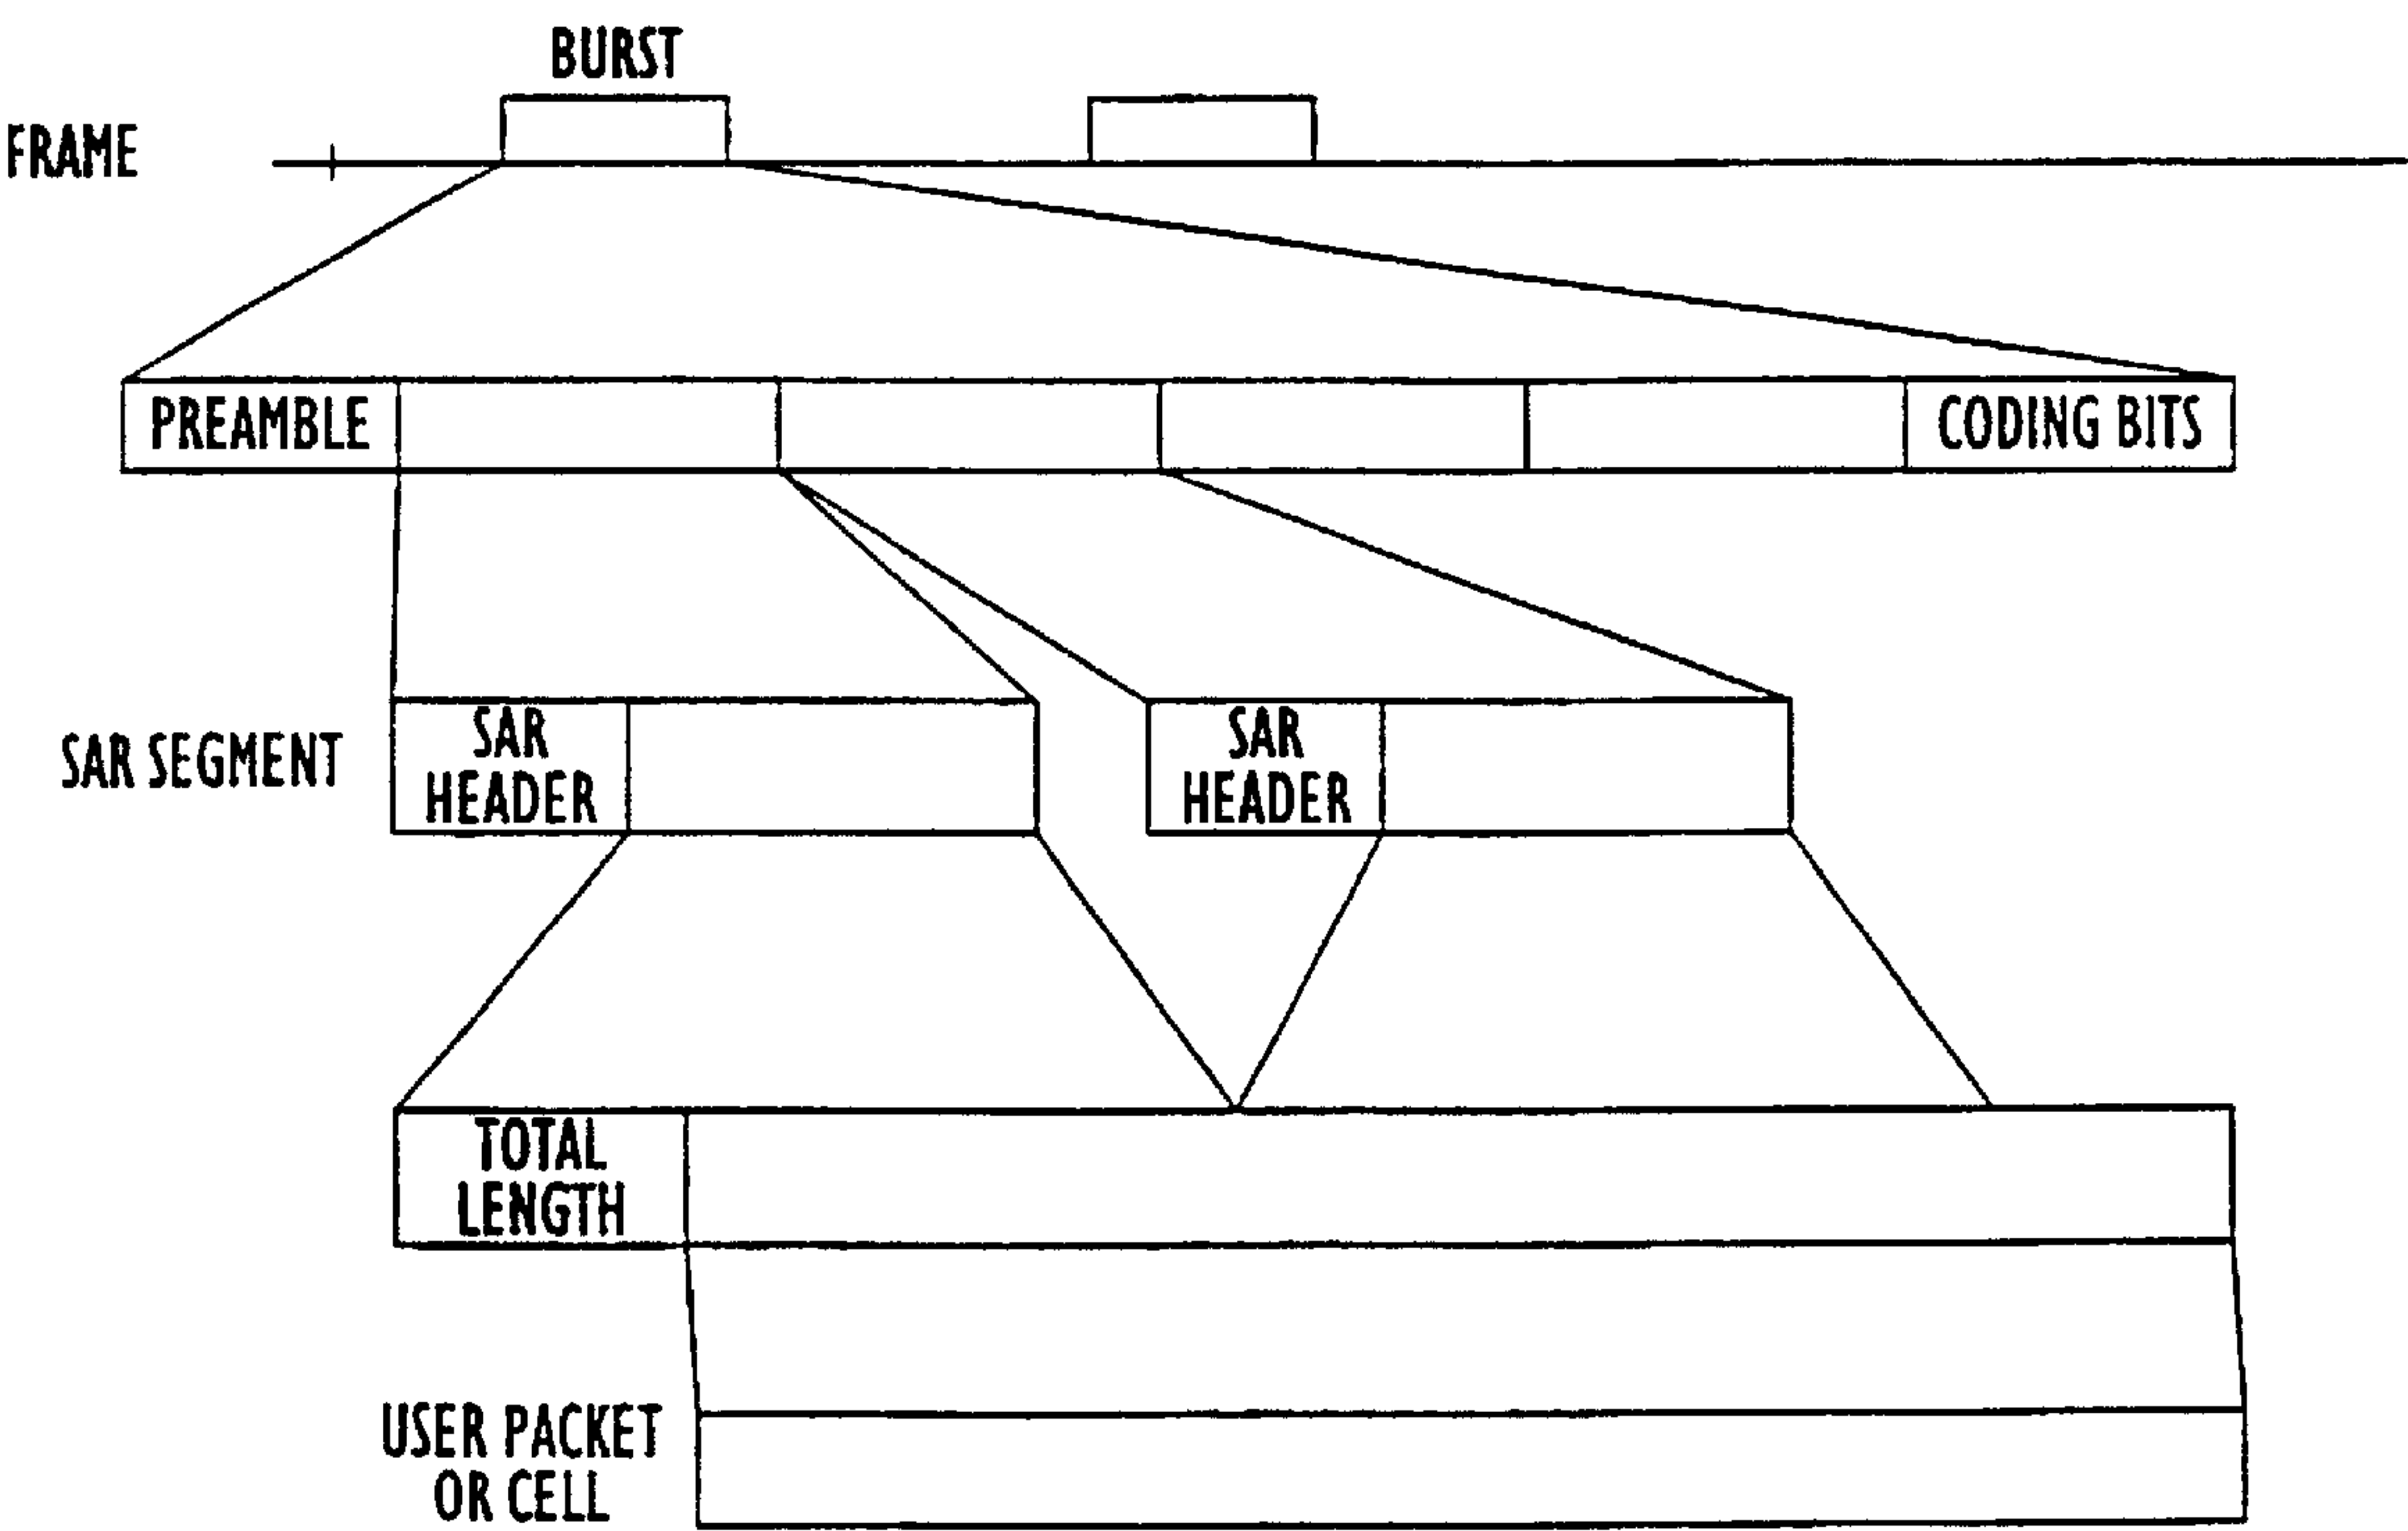 BURST
FRAME
PREAMBLE
CODING BITS
SAR SEGMENT
SAR
HEADER
SAR
HEADER
TOTAL
LENGTH
USER PACKET
OR CELL